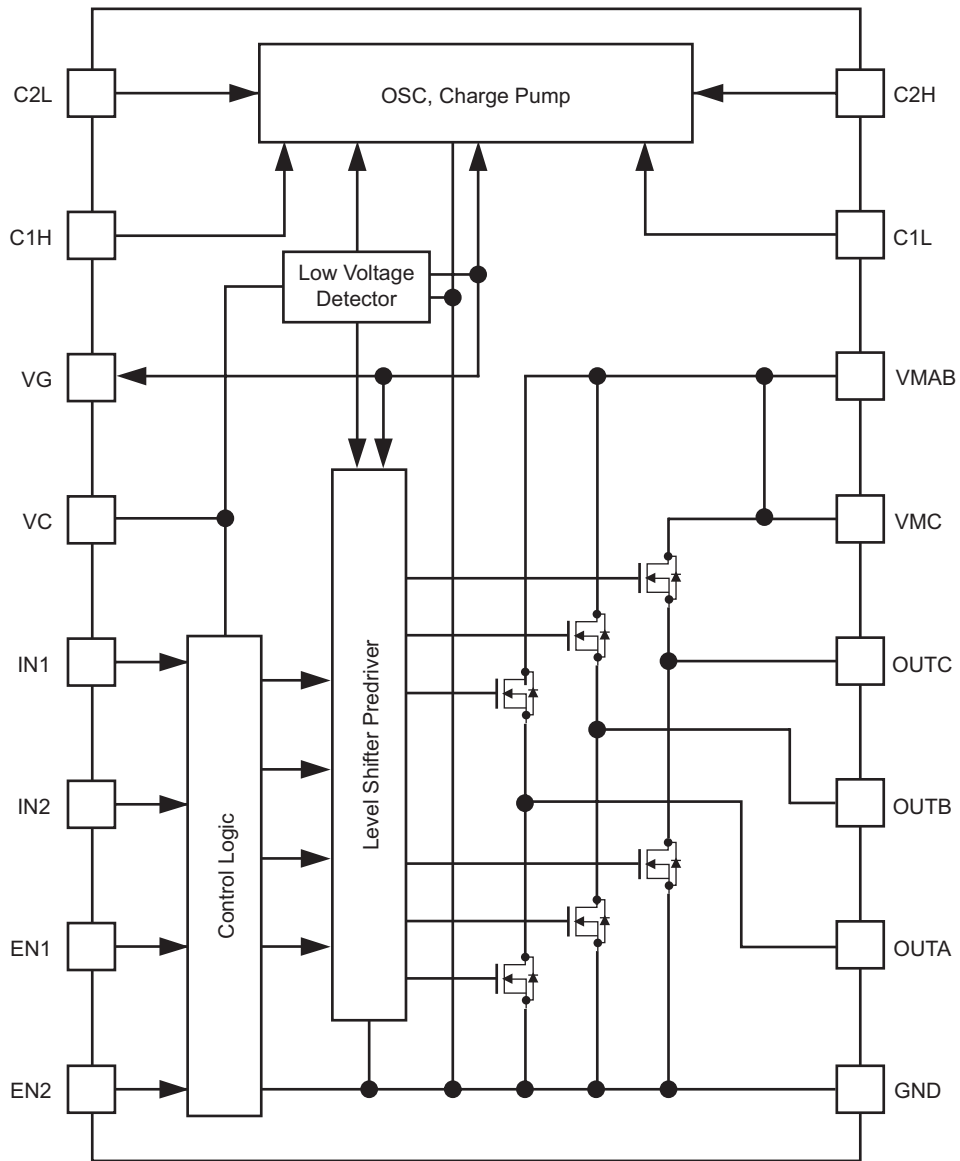 C2L
OSC, Charge Pump
C2H
C1H
C1L
Low Voltage
Detector
VG
VMAB
VC
VMC
IN1
OUTC
IN2
Control Logic
Level Shifter Predriver
OUTB
EN1
OUTA
EN2
GND